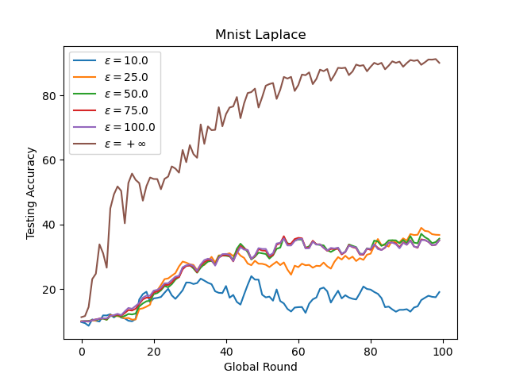 Mnist Laplace
Testing Accuracy
80
60
40
20
ε = 10.0
ε = 25.0
ε = 50.0
ε = 75.0
ε = 100.0
ε = +∞
0 20 40 60 80 100
Global Round